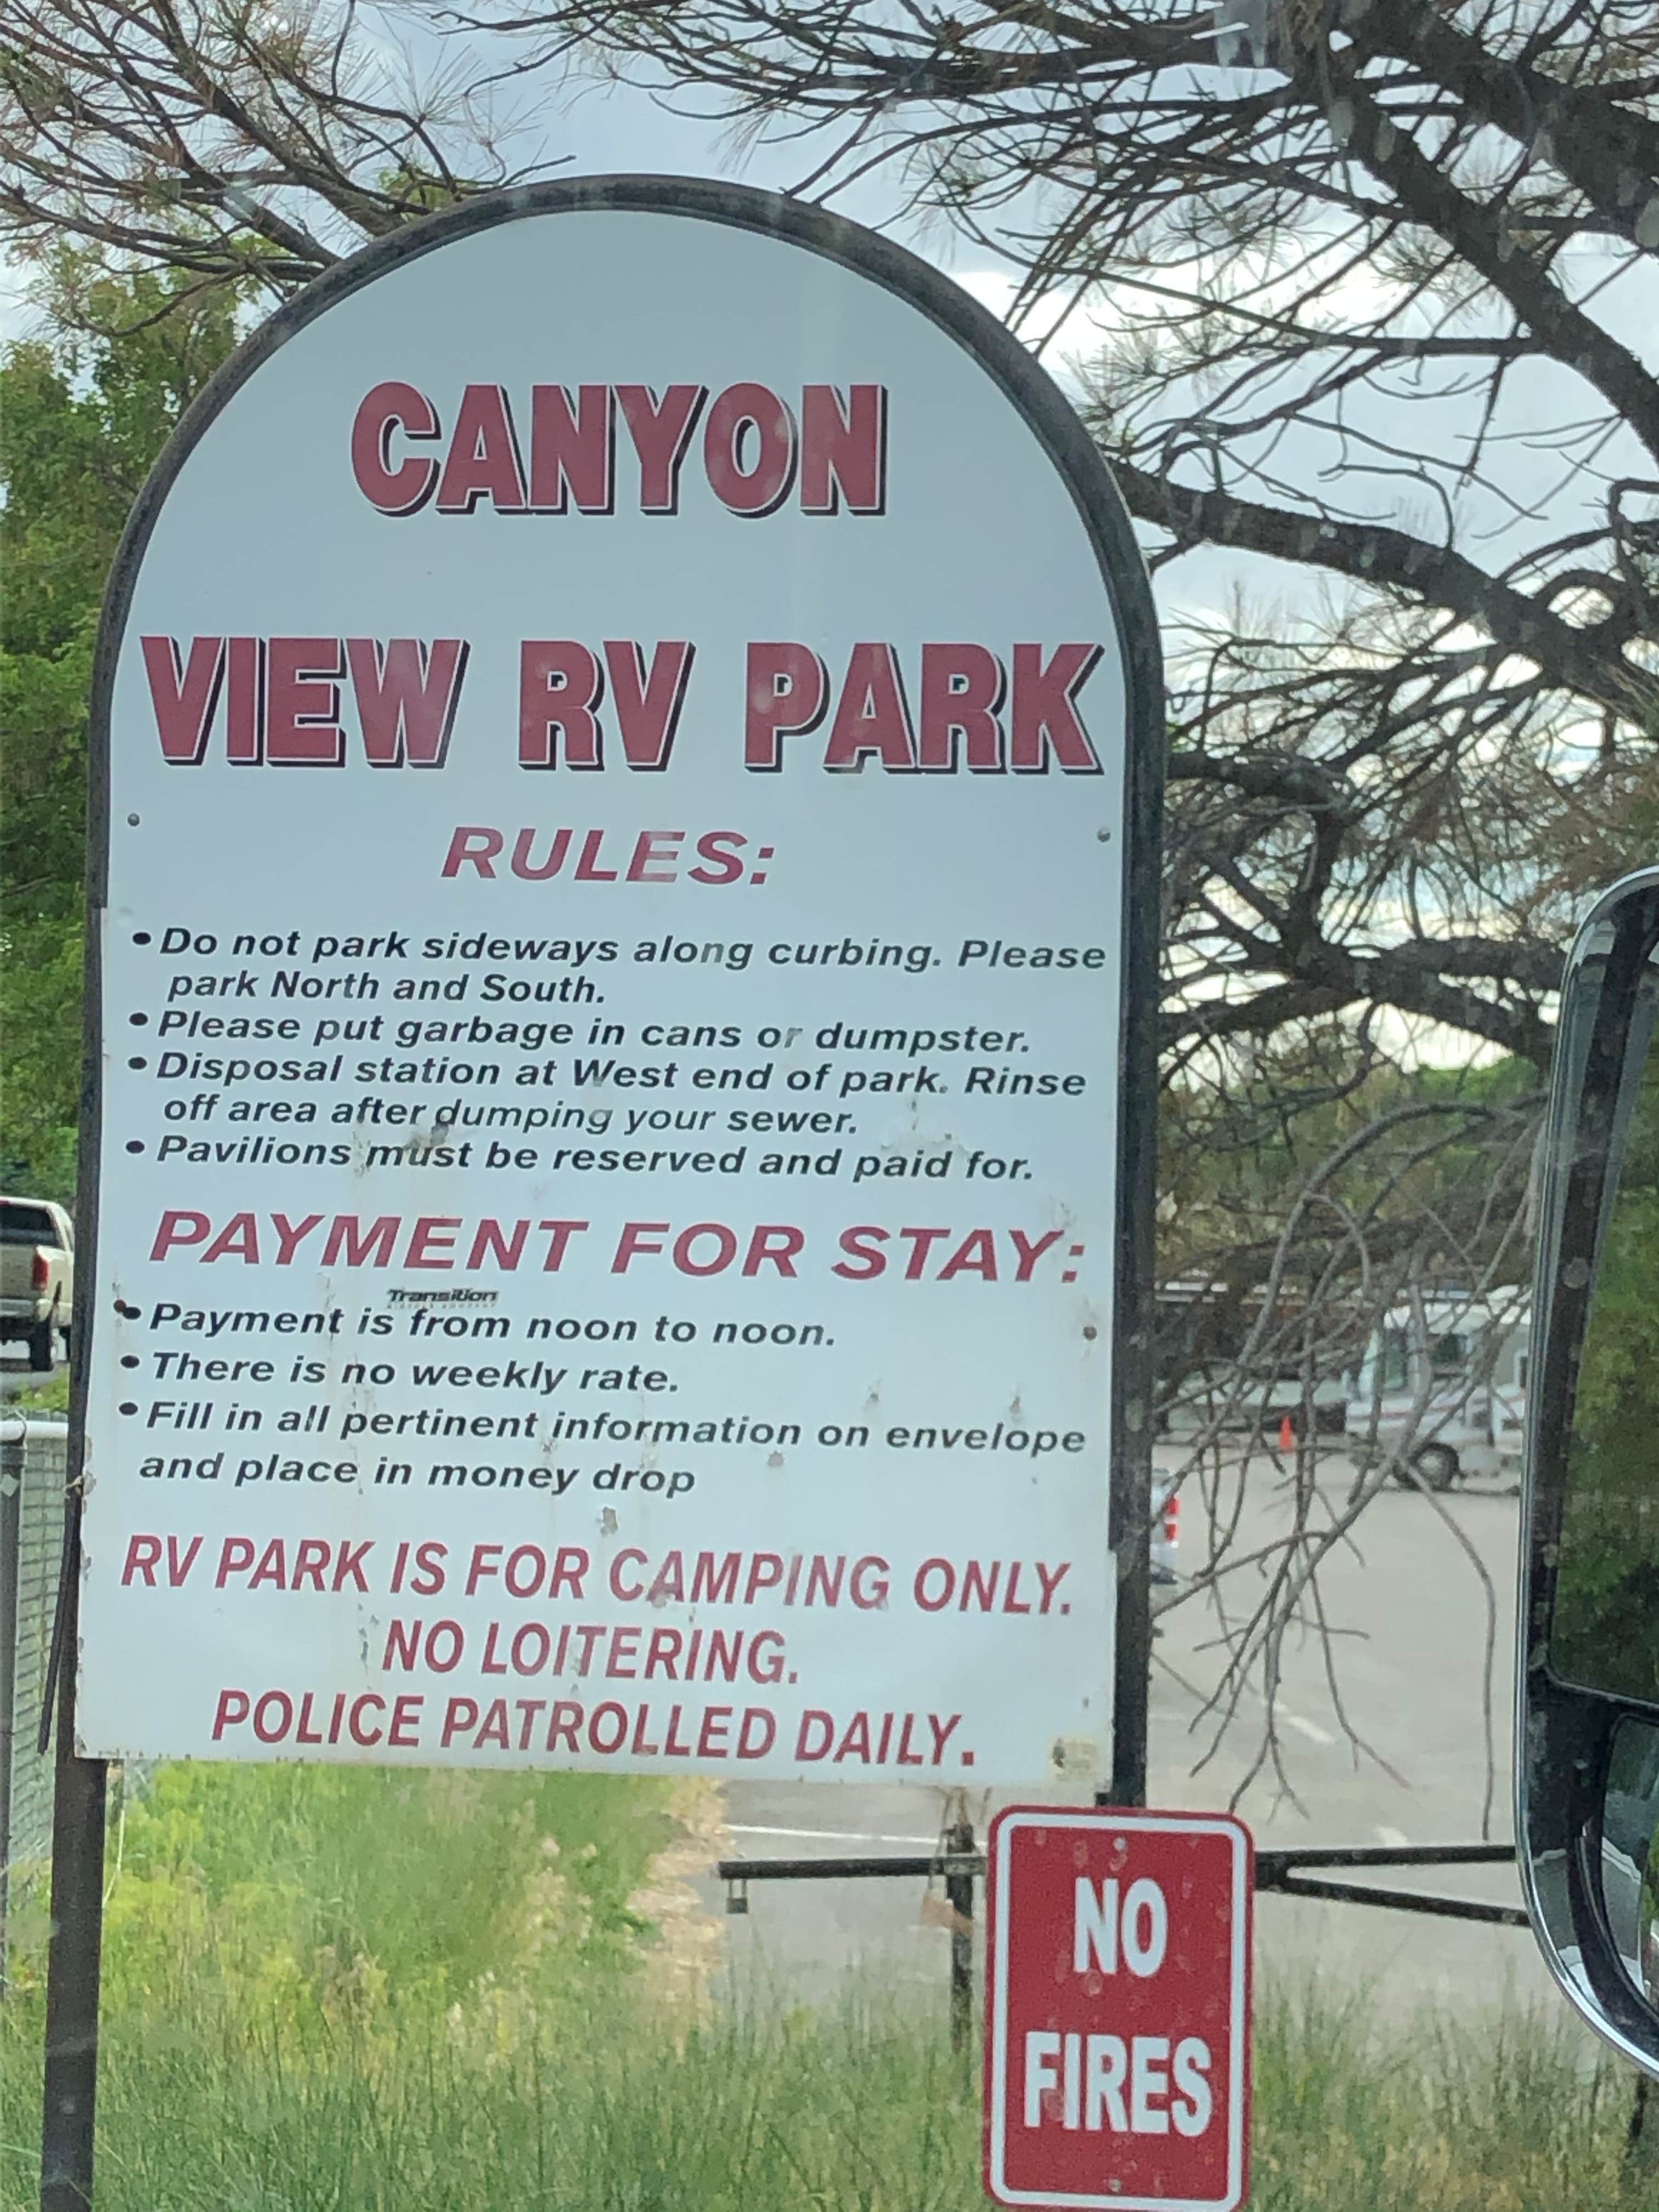 CANYON
VIEW RV PARK
RULES:
• Do not park sideways along curbing. Please
park North and South.
• Please put garbage in cans or dumpster.
• Disposal station at West end of park. Rinse
off area after dumping your sewer.
• Pavilions must be reserved and paid for.
PAYMENT FOR STAY:
Transition
• Payment is from noon to noon.
• There is no weekly rate.
• Fill in all pertinent information on envelope
and place in money drop
RV PARK IS FOR CAMPING ONLY.
NO LOITERING.
POLICE PATROLLED DAILY.
NO
FIRES